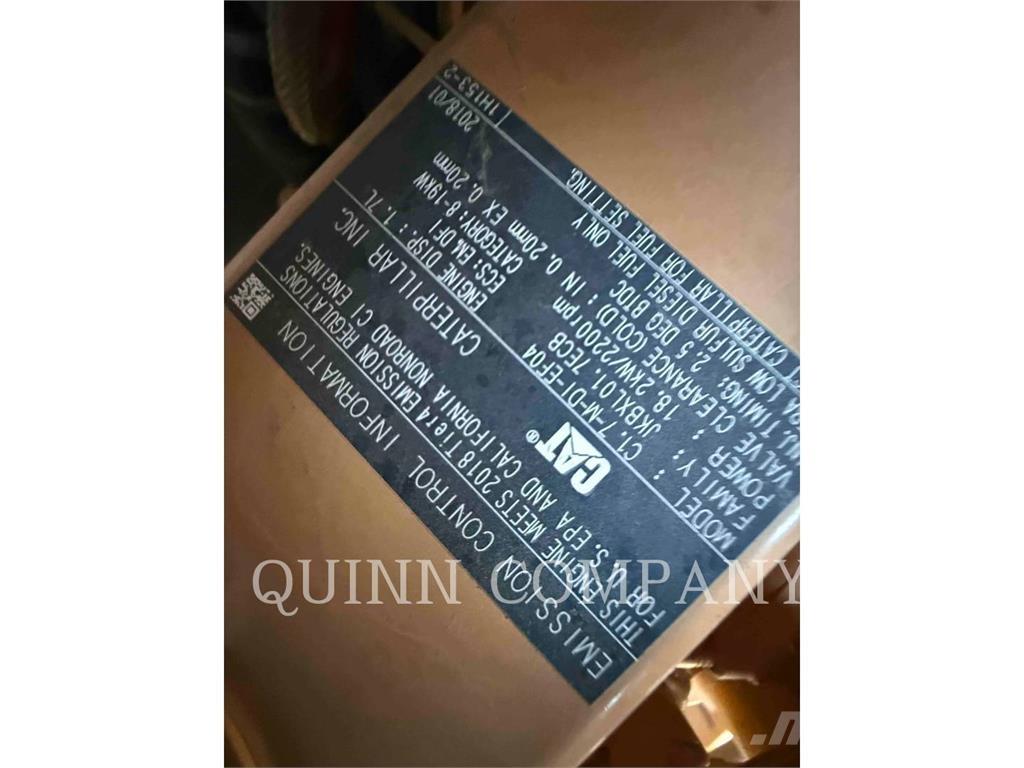 EMISSION CONTROL INFORMATION
THIS ENGINE MEETS 2018 Tier4 EMISSION REGULATIONS
FOR U.S. EPA AND CALIFORNIA NONROAD CI ENGINES.
CAT® CATERPILLAR INC.
MODEL : C1.7-M-DI-EF04 ENGINE DISP.: 1.7L
FAMILY: JKBXL01.7ECB ECS: EM, DFI
POWER : 18.2kW/2200rpm CATEGORY: 8-19KW
VALVE CLEARANCE (COLD): IN 0.20mm EX 0.20mm
INJ. TIMING: 2.5 DEG BTDC
LOW SULFUR DIESEL FUEL ONLY
CATERPILLAR FOR FUEL SETTING.
2018/01
1H153-2
QUINN COMPANY